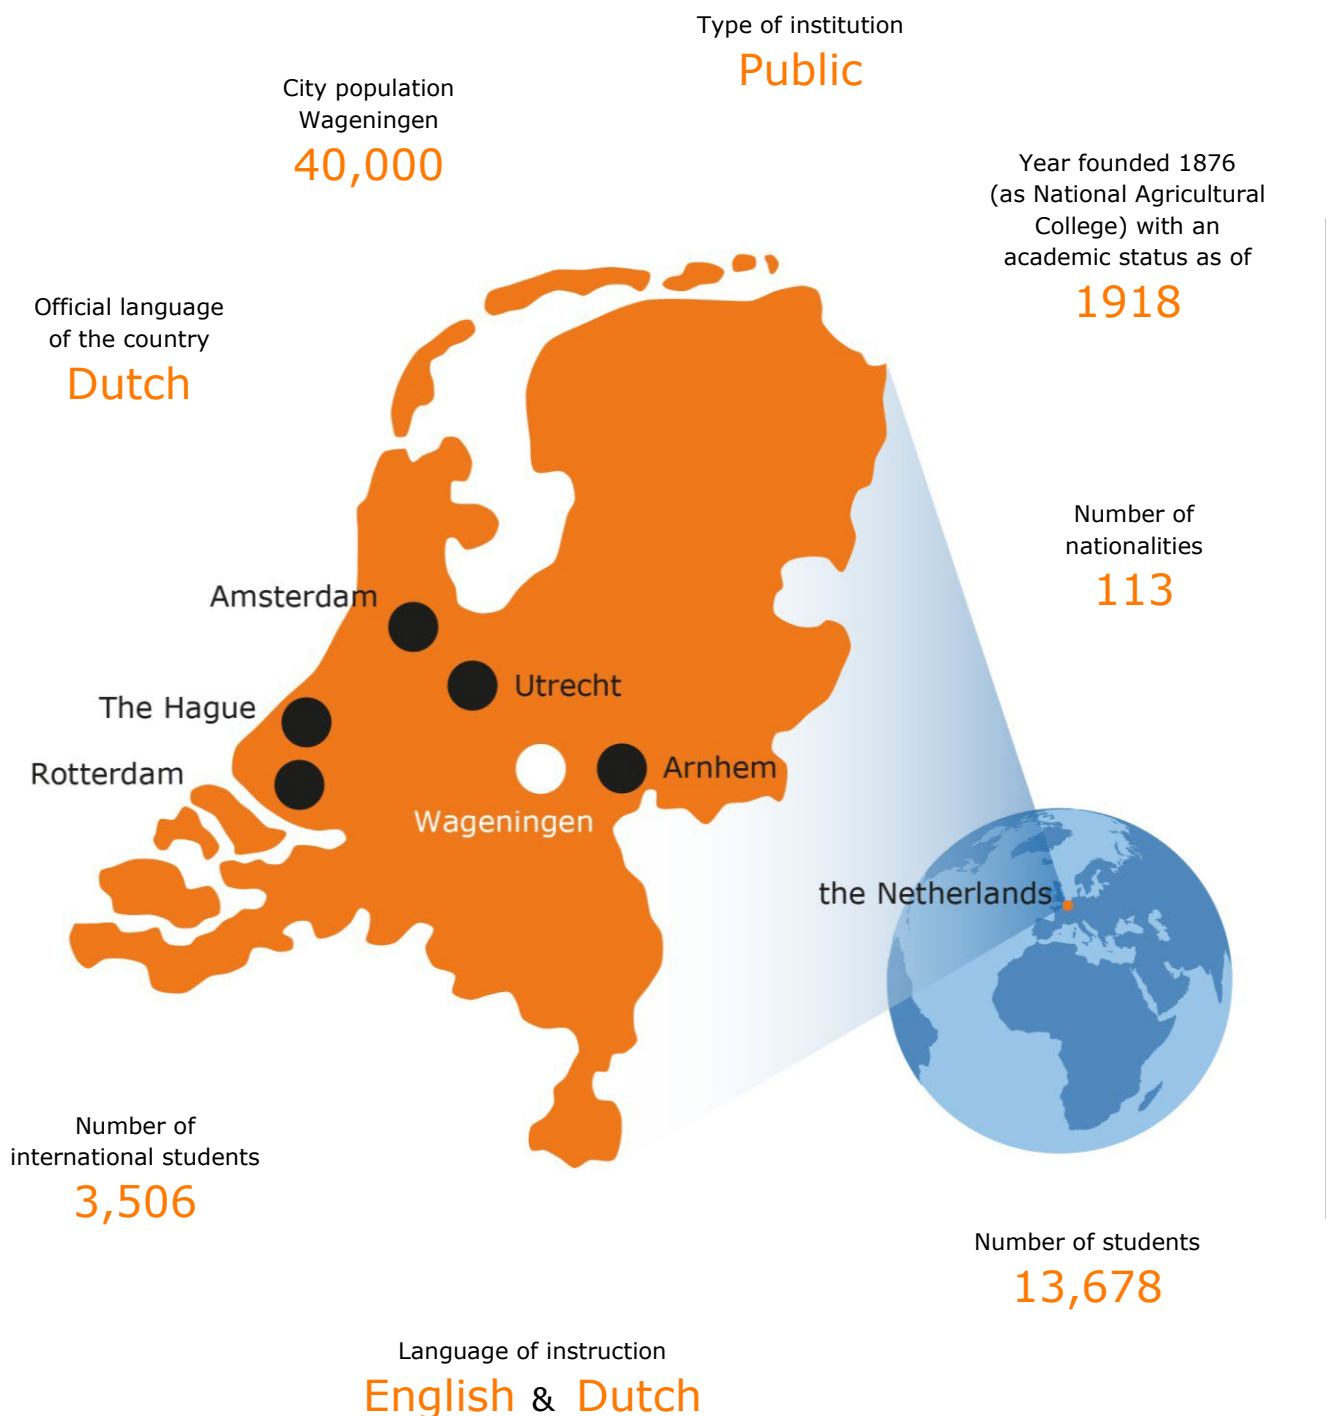 Type of institution
Public
City population
Wageningen
40,000
Year founded 1876
(as National Agricultural
College) with an
academic status as of
1918
Official language
of the country
Dutch
Number of
nationalities
113
Amsterdam
Utrecht
The Hague
Rotterdam
Arnhem
Wageningen
the Netherlands
Number of
international students
3,506
Number of students
13,678
Language of instruction
English & Dutch